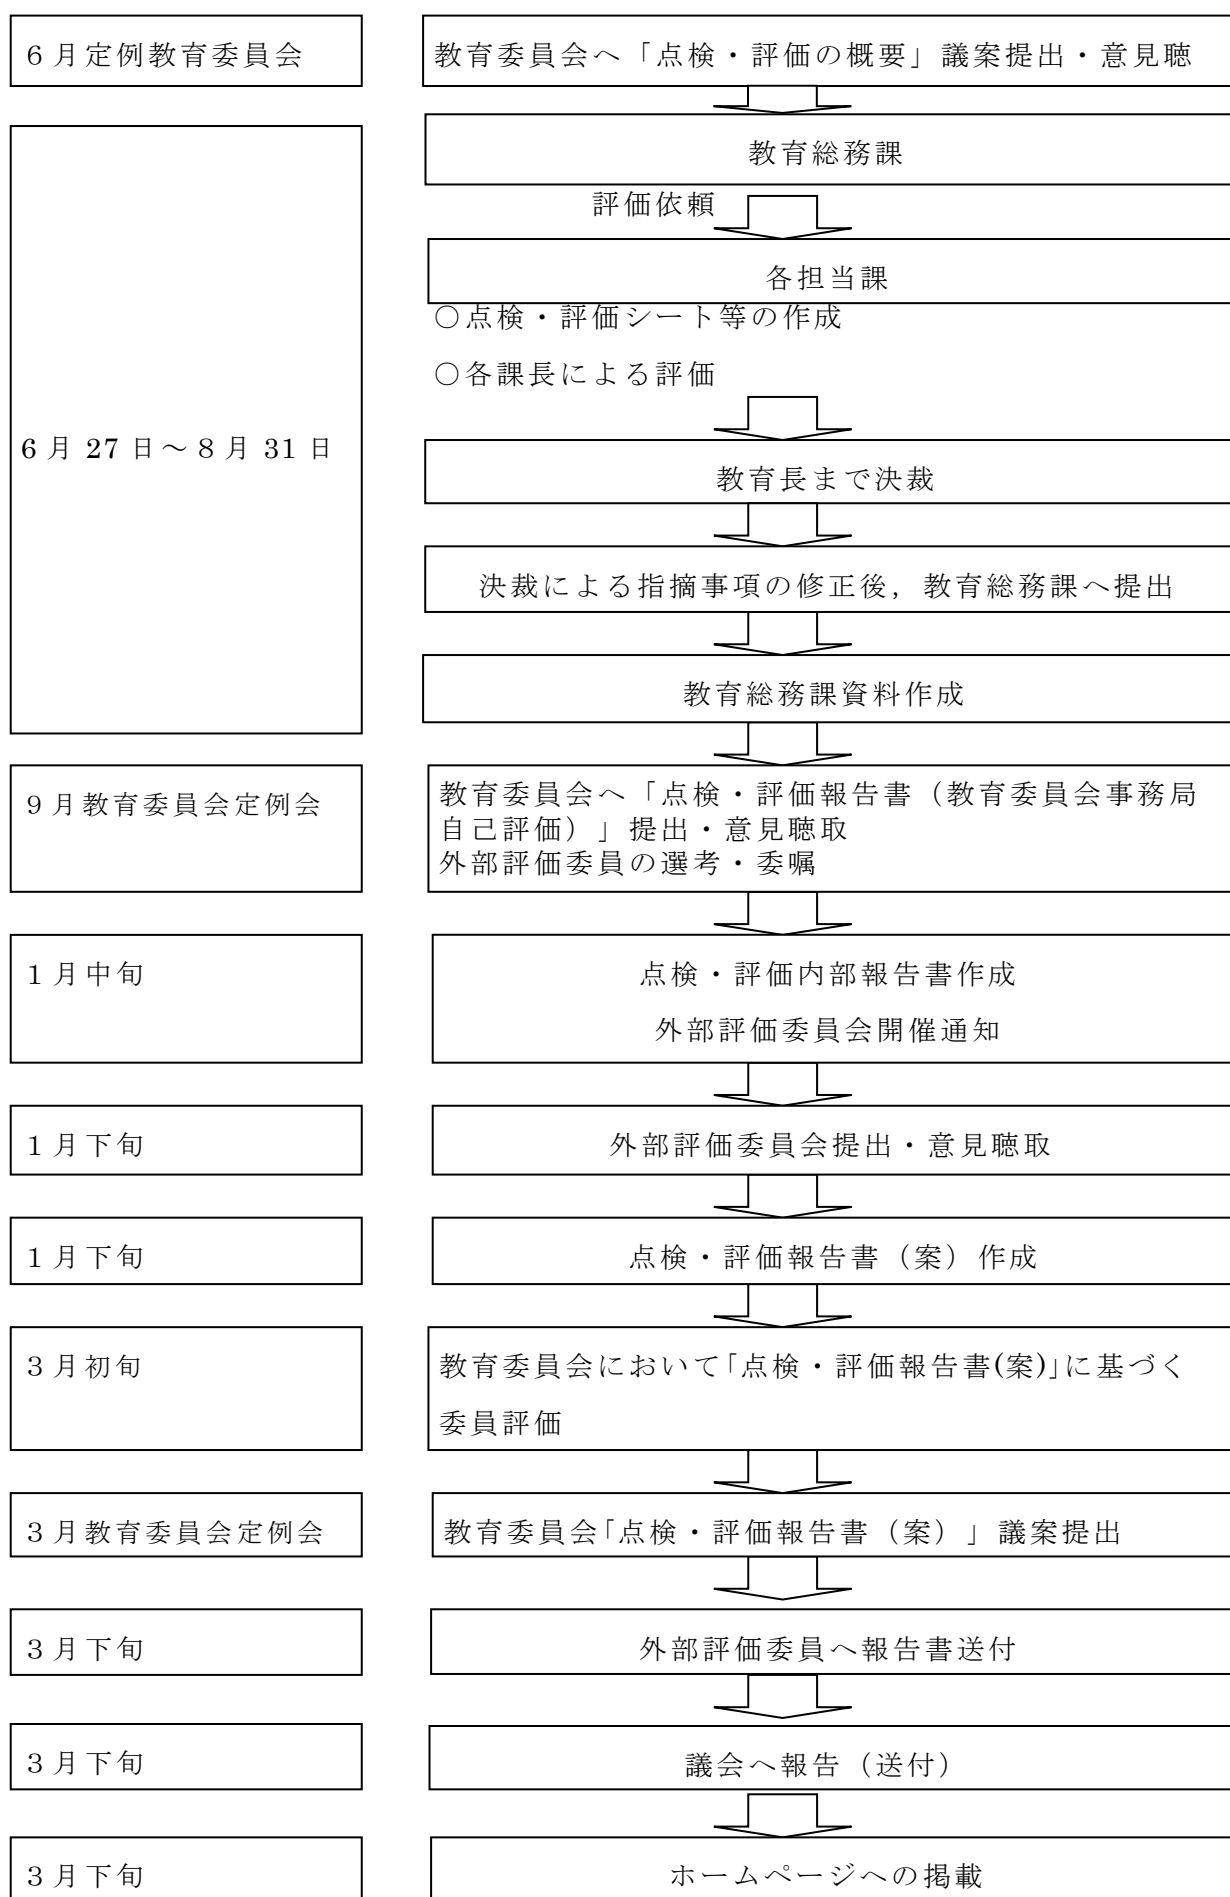 6月定例教育委員会
教育委員会へ「点検・評価の概要」議案提出・意見聴
教育総務課
評価依頼
各担当課
○点検・評価シート等の作成
○各課長による評価
6月27日～8月31日
教育長まで決裁
決裁による指摘事項の修正後，教育総務課へ提出
教育総務課資料作成
9月教育委員会定例会
教育委員会へ「点検・評価報告書（教育委員会事務局
自己評価）」提出・意見聴取
外部評価委員の選考・委嘱
1月中旬
点検・評価内部報告書作成
外部評価委員会開催通知
1月下旬
外部評価委員会提出・意見聴取
1月下旬
点検・評価報告書（案）作成
3月初旬
教育委員会において「点検・評価報告書(案)」に基づく
委員評価
3月教育委員会定例会
教育委員会「点検・評価報告書（案）」議案提出
3月下旬
外部評価委員へ報告書送付
3月下旬
議会へ報告（送付）
3月下旬
ホームページへの掲載